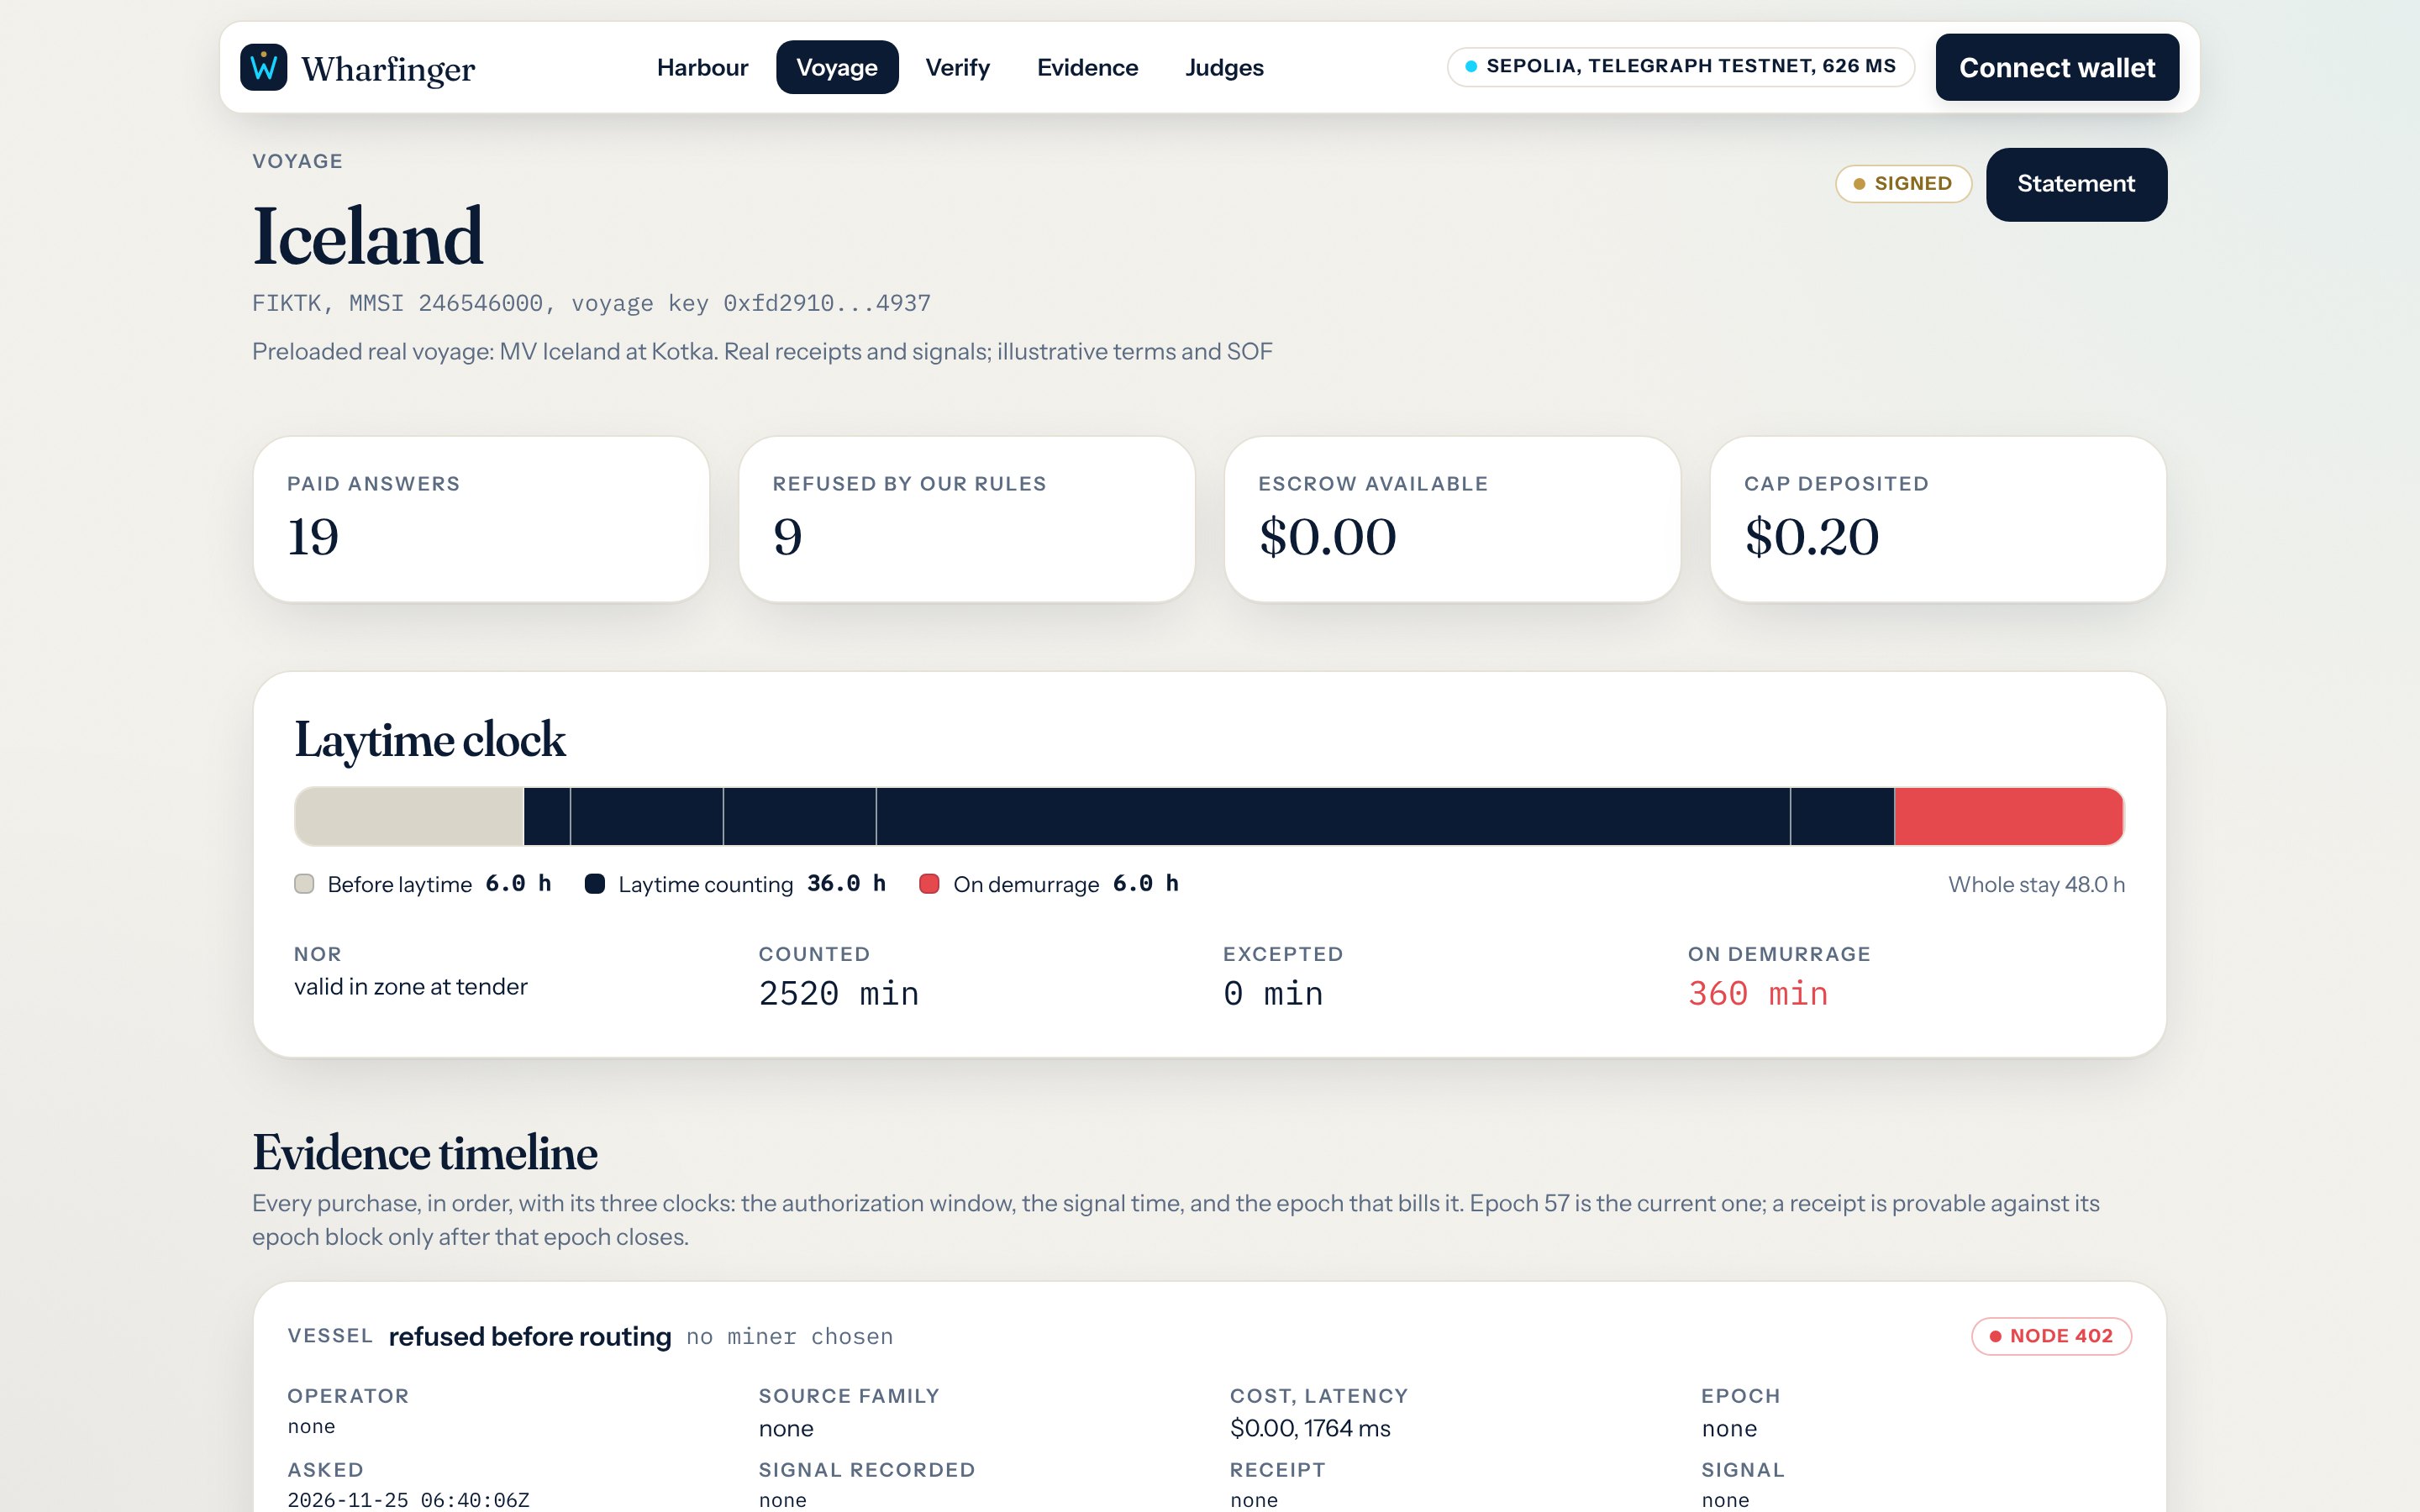 Wharfinger
Harbour
Voyage
Verify
Evidence
Judges
SEPOLIA, TELEGRAPH TESTNET, 626 MS
Connect wallet
VOYAGE
SIGNED
Statement
Iceland
FIKTK, MMSI 246546000, voyage key 0xfd2910...4937
Preloaded real voyage: MV Iceland at Kotka. Real receipts and signals; illustrative terms and SOF
PAID ANSWERS
19
REFUSED BY OUR RULES
9
ESCROW AVAILABLE
$0.00
CAP DEPOSITED
$0.20
Laytime clock
Before laytime 6.0 h
Laytime counting 36.0 h
On demurrage 6.0 h
Whole stay 48.0 h
NOR
valid in zone at tender
COUNTED
2520 min
EXCEPTED
0 min
ON DEMURRAGE
360 min
Evidence timeline
Every purchase, in order, with its three clocks: the authorization window, the signal time, and the epoch that bills it. Epoch 57 is the current one; a receipt is provable against its
epoch block only after that epoch closes.
VESSEL refused before routing no miner chosen
NODE 402
OPERATOR
none
SOURCE FAMILY
none
COST, LATENCY
$0.00, 1764 ms
EPOCH
none
ASKED
2026-11-25 06:40:06Z
SIGNAL RECORDED
none
RECEIPT
none
SIGNAL
none